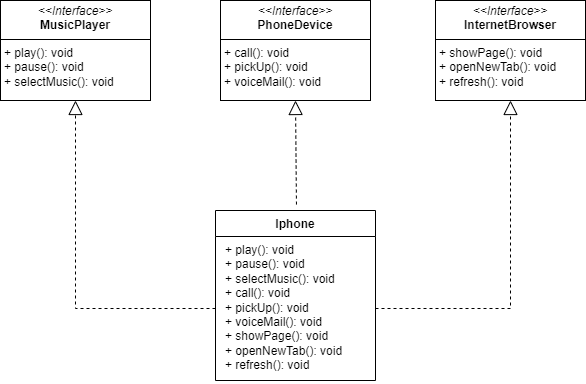 <<Interface>>
MusicPlayer
+ play(): void
+ pause(): void
+ selectMusic(): void
<<Interface>>
PhoneDevice
+ call(): void
+ pickUp(): void
+ voiceMail(): void
<<Interface>>
InternetBrowser
+ showPage(): void
+ openNewTab(): void
+ refresh(): void
Iphone
+ play(): void
+ pause(): void
+ selectMusic(): void
+ call(): void
+ pickUp(): void
+ voiceMail(): void
+ showPage(): void
+ openNewTab(): void
+ refresh(): void